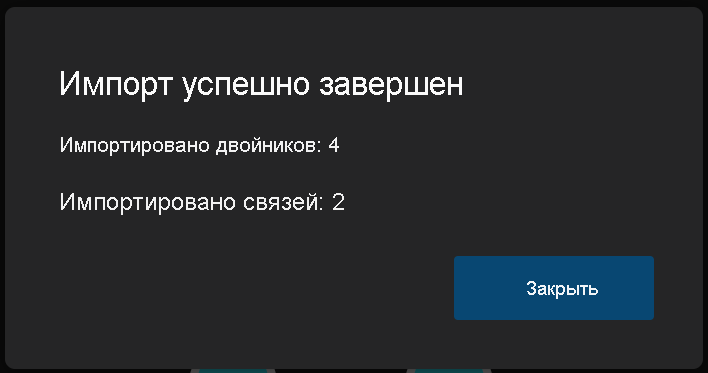 Импорт успешно завершен
Импортировано двойников: 4
Импортировано связей: 2
Закрыть